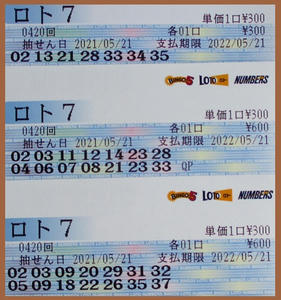 ロト7 単価1口¥300
0420回 各01口 ¥300
抽せん日 2021/05/21 支払期限 2022/05/21
02 13 21 28 33 34 35
BINGO5 LOTO NUMBERS
ロト7 単価1口¥300
0420回 各01口 ¥600
抽せん日 2021/05/21 支払期限 2022/05/21
02 03 11 12 14 23 28
04 06 07 08 21 23 33 QP
BINGO5 LOTO NUMBERS
ロト7 単価1口¥300
0420回 各01口 ¥600
抽せん日 2021/05/21 支払期限 2022/05/21
02 03 09 20 29 31 32
05 09 18 22 26 35 37